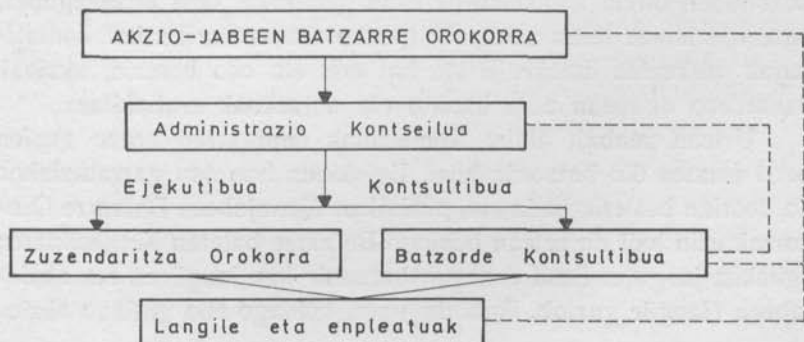 AKZIO-JABEEN BATZARRE OROKORRA
Administrazio Kontseilua
Ejekutibua Kontsultibua
Zuzendaritza Orokorra Batzorde Kontsultibua
Langile eta enpleatuak